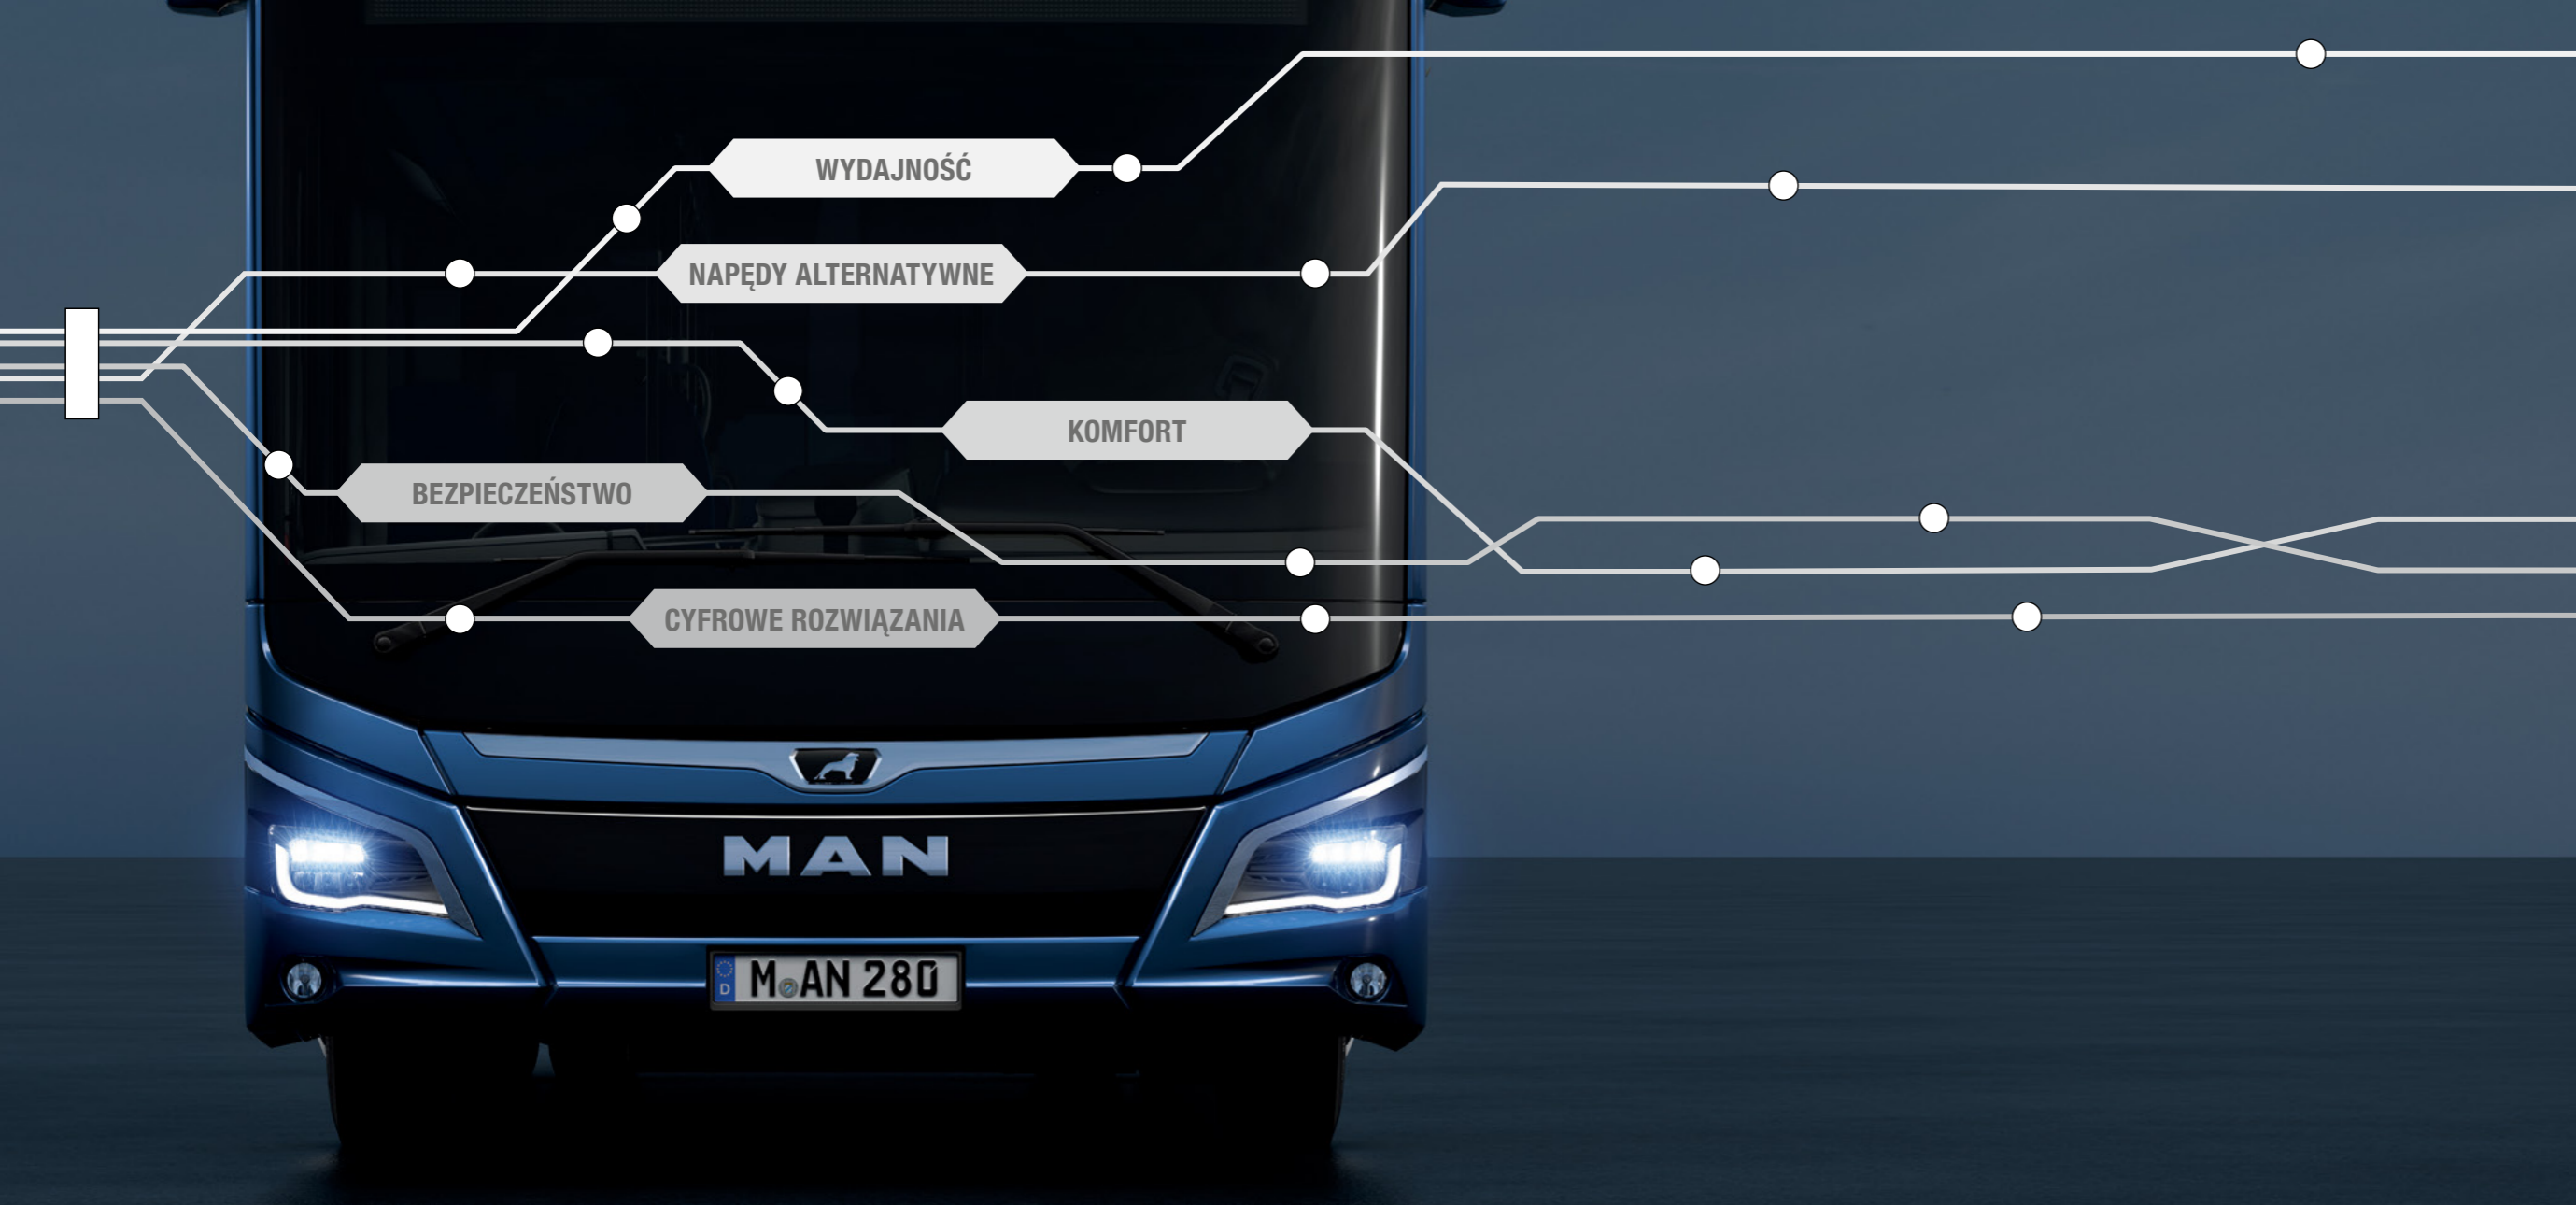 WYDAJNOŚĆ
NAPĘDY ALTERNATYWNE
KOMFORT
BEZPIECZEŃSTWO
CYFROWE ROZWIĄZANIA
MAN
D M AN 280